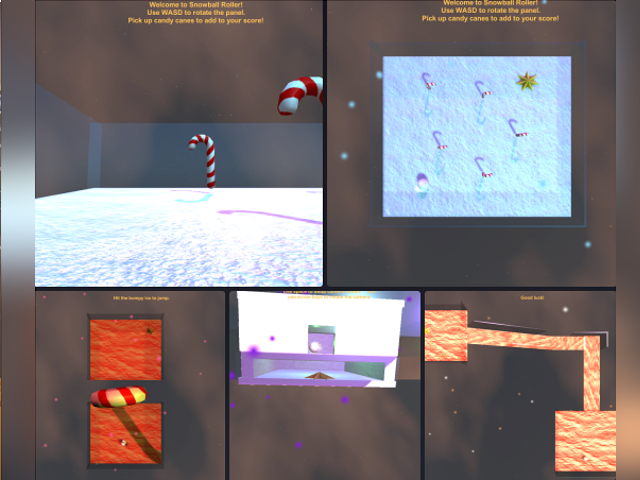 Welcome to Snowball Roller!
Use WASD to rotate the panel.
Pick up candy canes to add to your score!
Welcome to Snowball Roller!
Use WASD to rotate the panel.
Pick up candy canes to add to your score!
Hit the bumpy ice to jump.
Good luck!